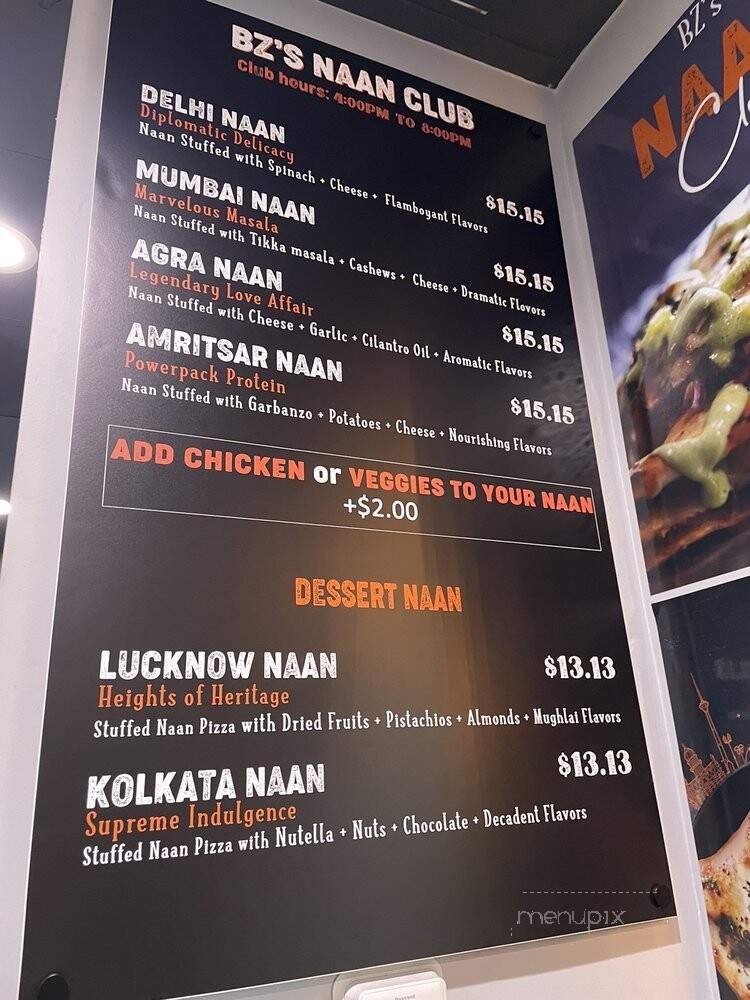 BZ'S NAAN CLUB
Club hours: 4:00PM TO 8:00PM
DELHI NAAN
Diplomatic Delicacy
Naan Stuffed with Spinach + Cheese + Flamboyant Flavors
$15.15
MUMBAI NAAN
Marvelous Masala
Naan Stuffed with Tikka masala + Cashews + Cheese + Dramatic Flavors
$15.15
AGRA NAAN
Legendary Love Affair
Naan Stuffed with Cheese + Garlic + Cilantro Oil + Aromatic Flavors
$15.15
AMRITSAR NAAN
Powerpack Protein
Naan Stuffed with Garbanzo + Potatoes + Cheese + Nourishing Flavors
$15.15
ADD CHICKEN or VEGGIES TO YOUR NAAN
+$2.00
DESSERT NAAN
LUCKNOW NAAN
$13.13
Heights of Heritage
Stuffed Naan Pizza with Dried Fruits + Pistachios + Almonds + Mughlai Flavors
KOLKATA NAAN
$13.13
Supreme Indulgence
Stuffed Naan Pizza with Nutella + Nuts + Chocolate + Decadent Flavors
BZ's
menupix